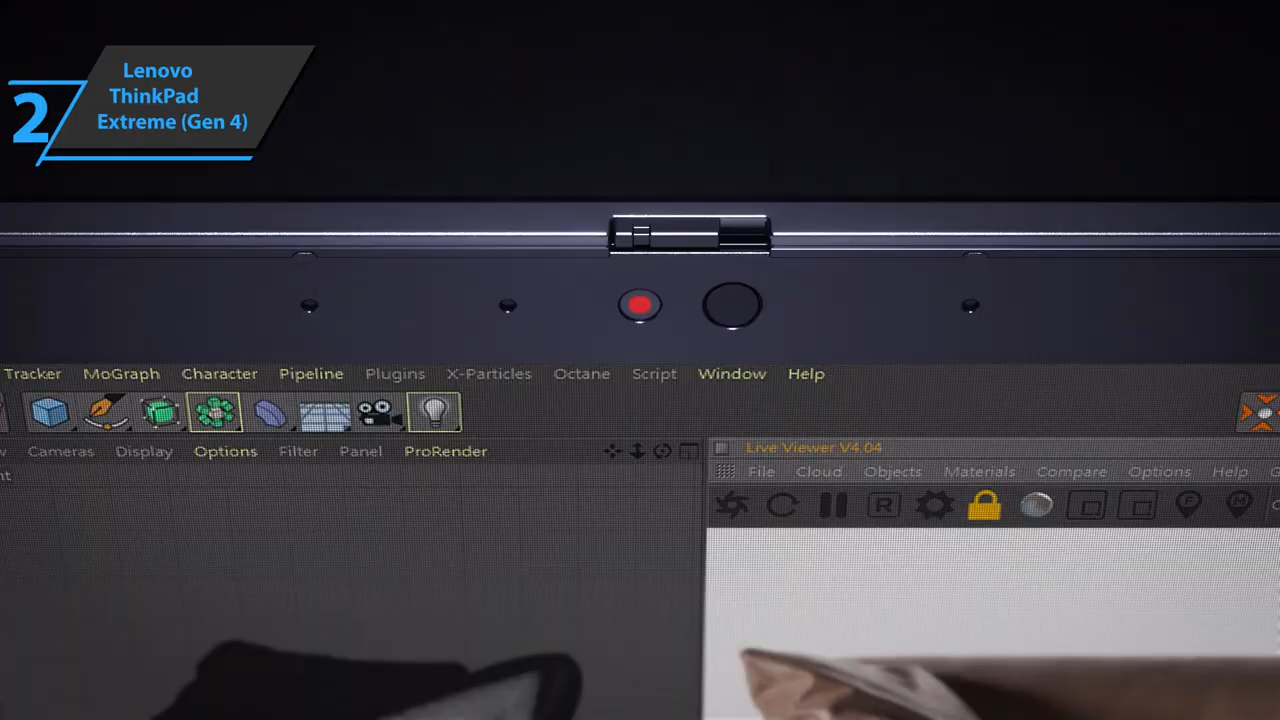 2
Lenovo
ThinkPad
Extreme (Gen 4)
Tracker MoGraph Character Pipeline Plugins X-Particles Octane Script Window Help
Cameras Display Options Filter Panel ProRender
Live Viewer V4.04
File Cloud Objects Materials Compare Options Help
R
F
M